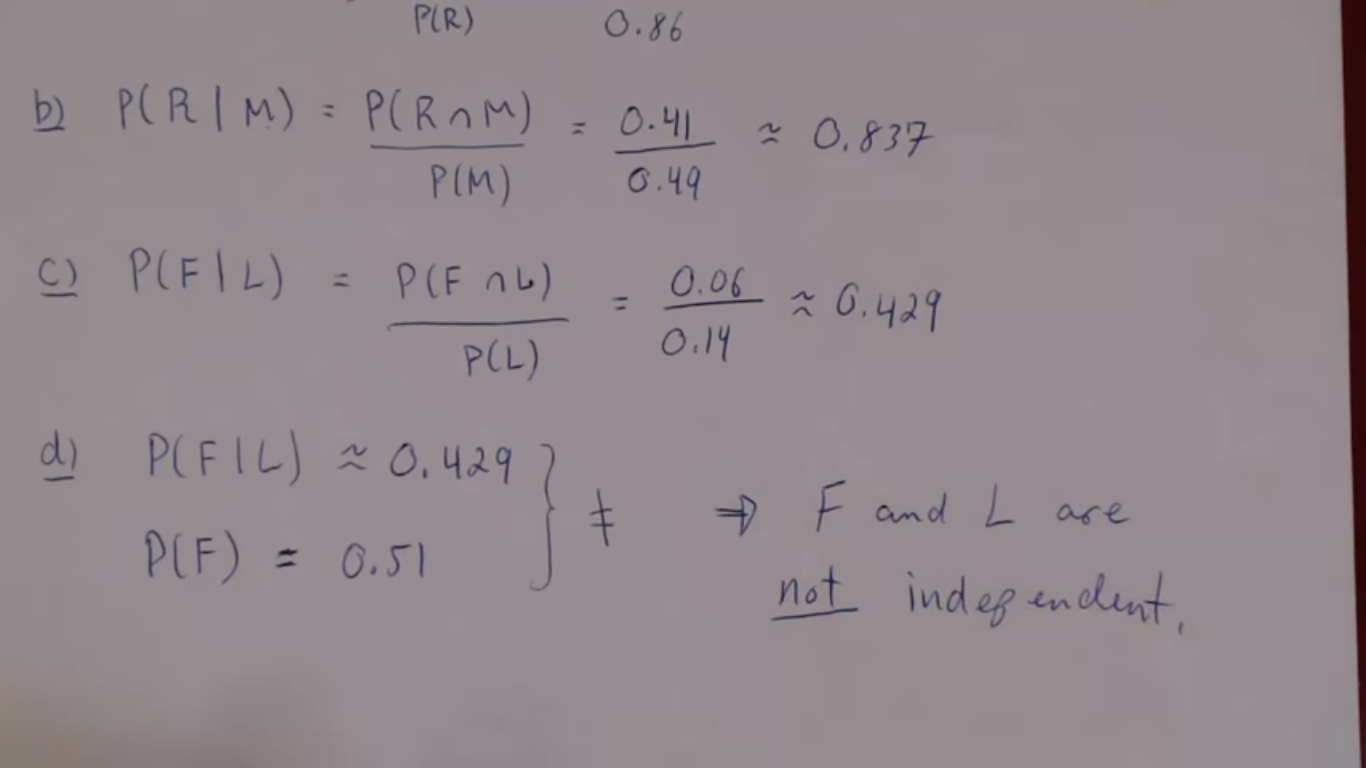 P(R) 0.86
b) P(R | M) = P(R ∩ M) / P(M) = 0.41 / 0.49 ≈ 0.837
c) P(F | L) = P(F ∩ L) / P(L) = 0.06 / 0.14 ≈ 0.429
d) P(F | L) ≈ 0.429
P(F) = 0.51 } ≠ ⇒ F and L are
not independent.